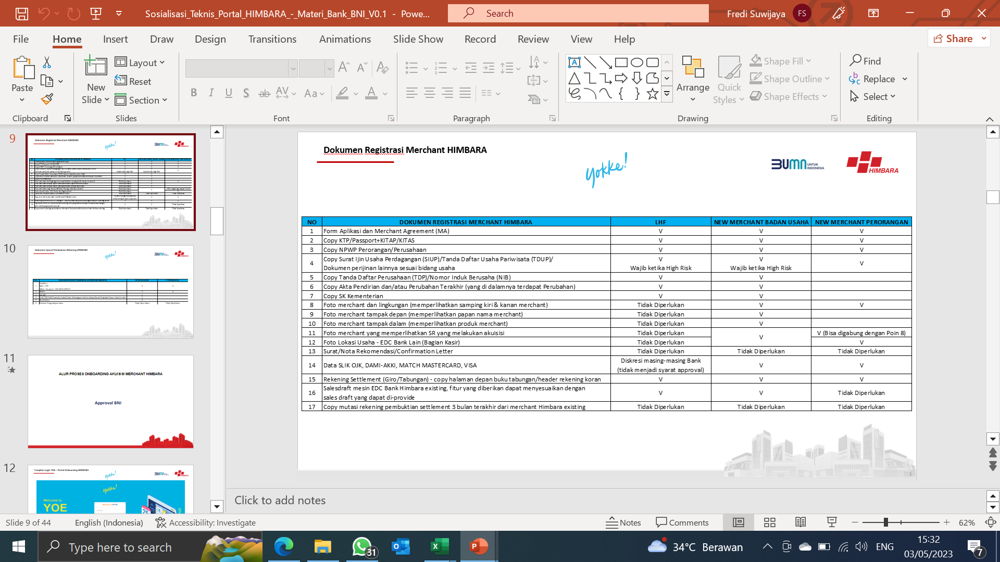 Sosialisasi_Teknis_Portal_HIMBARA_-_Materi_Bank_BNI_V0.1 - Powe...
Search
Fredi Suwijaya
FS
File
Home
Insert
Draw
Design
Transitions
Animations
Slide Show
Record
Review
View
Help
Share
Paste
New Slide
Layout
Reset
Section
Arrange
Quick Styles
Shape Fill
Shape Outline
Shape Effects
Find
Replace
Select
Clipboard
Slides
Font
Paragraph
Drawing
Editing
9
Dokumen Registrasi Merchant HIMBARA
10
Dokumen Syarat Pembukaan Rekening HIMBARA
11
ALUR PROSES ONBOARDING AKUISISI MERCHANT HIMBARA
Approval BNI
12
Tampilan Login YOE – Portal Onboarding HIMBARA
yokke!
Welcome to
YOE
Dokumen Registrasi Merchant HIMBARA
yokke!
BUMN UNTUK INDONESIA
HIMBARA
NO DOKUMEN REGISTRASI MERCHANT HIMBARA LHF NEW MERCHANT BADAN USAHA NEW MERCHANT PERORANGAN
1 Form Aplikasi dan Merchant Agreement (MA) V V V
2 Copy KTP/Passport+KITAP/KITAS V V V
3 Copy NPWP Perorangan/Perusahaan V V V
4 Copy Surat Ijin Usaha Perdagangan (SIUP)/Tanda Daftar Usaha Pariwisata (TDUP)/ V V V
Dokumen perijinan lainnya sesuai bidang usaha Wajib ketika High Risk Wajib ketika High Risk
5 Copy Tanda Daftar Perusahaan (TDP)/Nomor Induk Berusaha (NIB) V V
6 Copy Akta Pendirian dan/atau Perubahan Terakhir (yang di dalamnya terdapat Perubahan) V V
7 Copy SK Kementerian V V
8 Foto merchant dan lingkungan (memperlihatkan samping kiri & kanan merchant) Tidak Diperlukan V V
9 Foto merchant tampak depan (memperlihatkan papan nama merchant) Tidak Diperlukan V
10 Foto merchant tampak dalam (memperlihatkan produk merchant) Tidak Diperlukan V
11 Foto merchant yang memperlihatkan SR yang melakukan akuisisi Tidak Diperlukan V V (Bisa digabung dengan Poin 8)
12 Foto Lokasi Usaha - EDC Bank Lain (Bagian Kasir) Tidak Diperlukan V
13 Surat/Nota Rekomendasi/Confirmation Letter Tidak Diperlukan Tidak Diperlukan Tidak Diperlukan
14 Data SLIK OJK, DAMI-AKKI, MATCH MASTERCARD, VISA Diskresi masing-masing Bank V V
(tidak menjadi syarat approval)
15 Rekening Settlement (Giro/Tabungan) - copy halaman depan buku tabungan/header rekening koran V V V
16 Salesdraft mesin EDC Bank Himbara existing, fitur yang diberikan dapat menyesuaikan dengan V V Tidak Diperlukan
sales draft yang dapat di-provide
17 Copy mutasi rekening pembuktian settlement 3 bulan terakhir dari merchant Himbara existing Tidak Diperlukan Tidak Diperlukan Tidak Diperlukan
Click to add notes
Slide 9 of 44
English (Indonesia)
Accessibility: Investigate
Notes
Comments
62%
Type here to search
31
34°C Berawan
ENG
15:32
03/05/2023
7